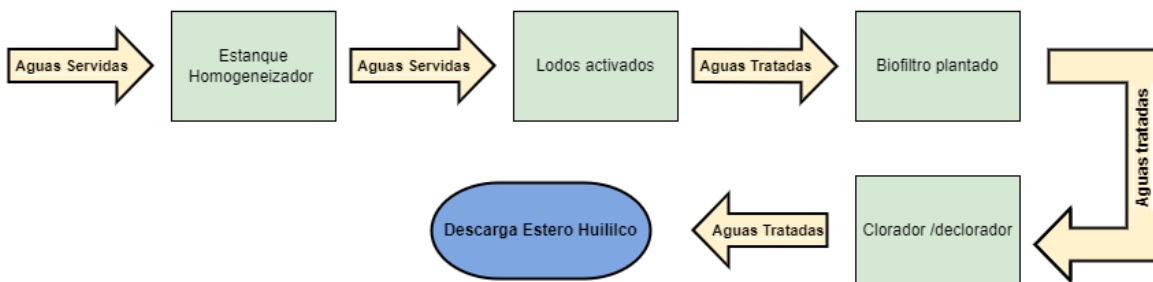 Aguas Servidas
Estanque
Homogeneizador
Aguas Servidas
Lodos activados
Aguas Tratadas
Biofiltro plantado
Aguas tratadas
Clorador /declorador
Aguas Tratadas
Descarga Estero Huililco